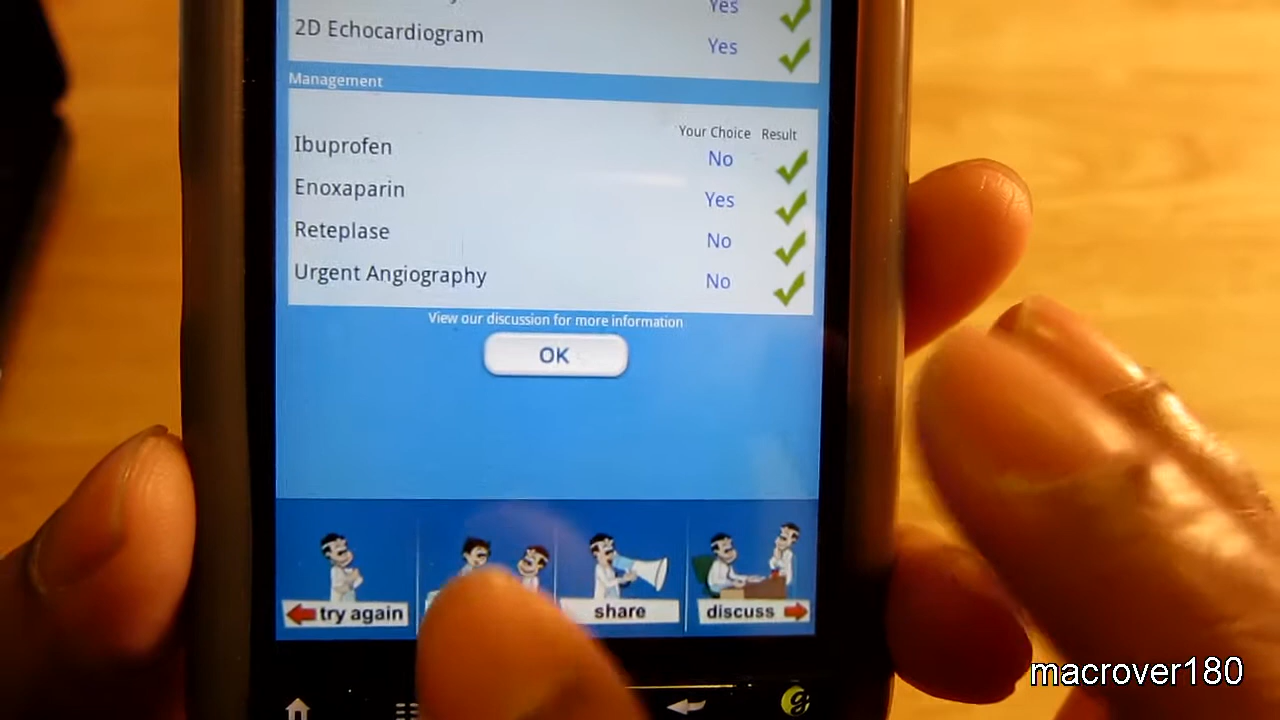 Yes
2D Echocardiogram Yes
Management
Your Choice Result
Ibuprofen No
Enoxaparin Yes
Reteplase No
Urgent Angiography No
View our discussion for more information
OK
try again share discuss
macrover180